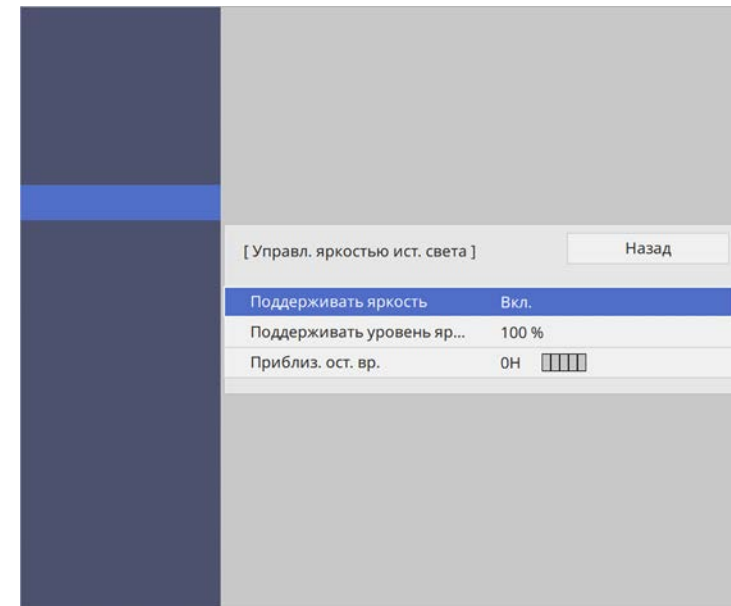 [ Управл. яркостью ист. света ] Назад
Поддерживать яркость Вкл.
Поддерживать уровень яр... 100 %
Приблиз. ост. вр. 0H